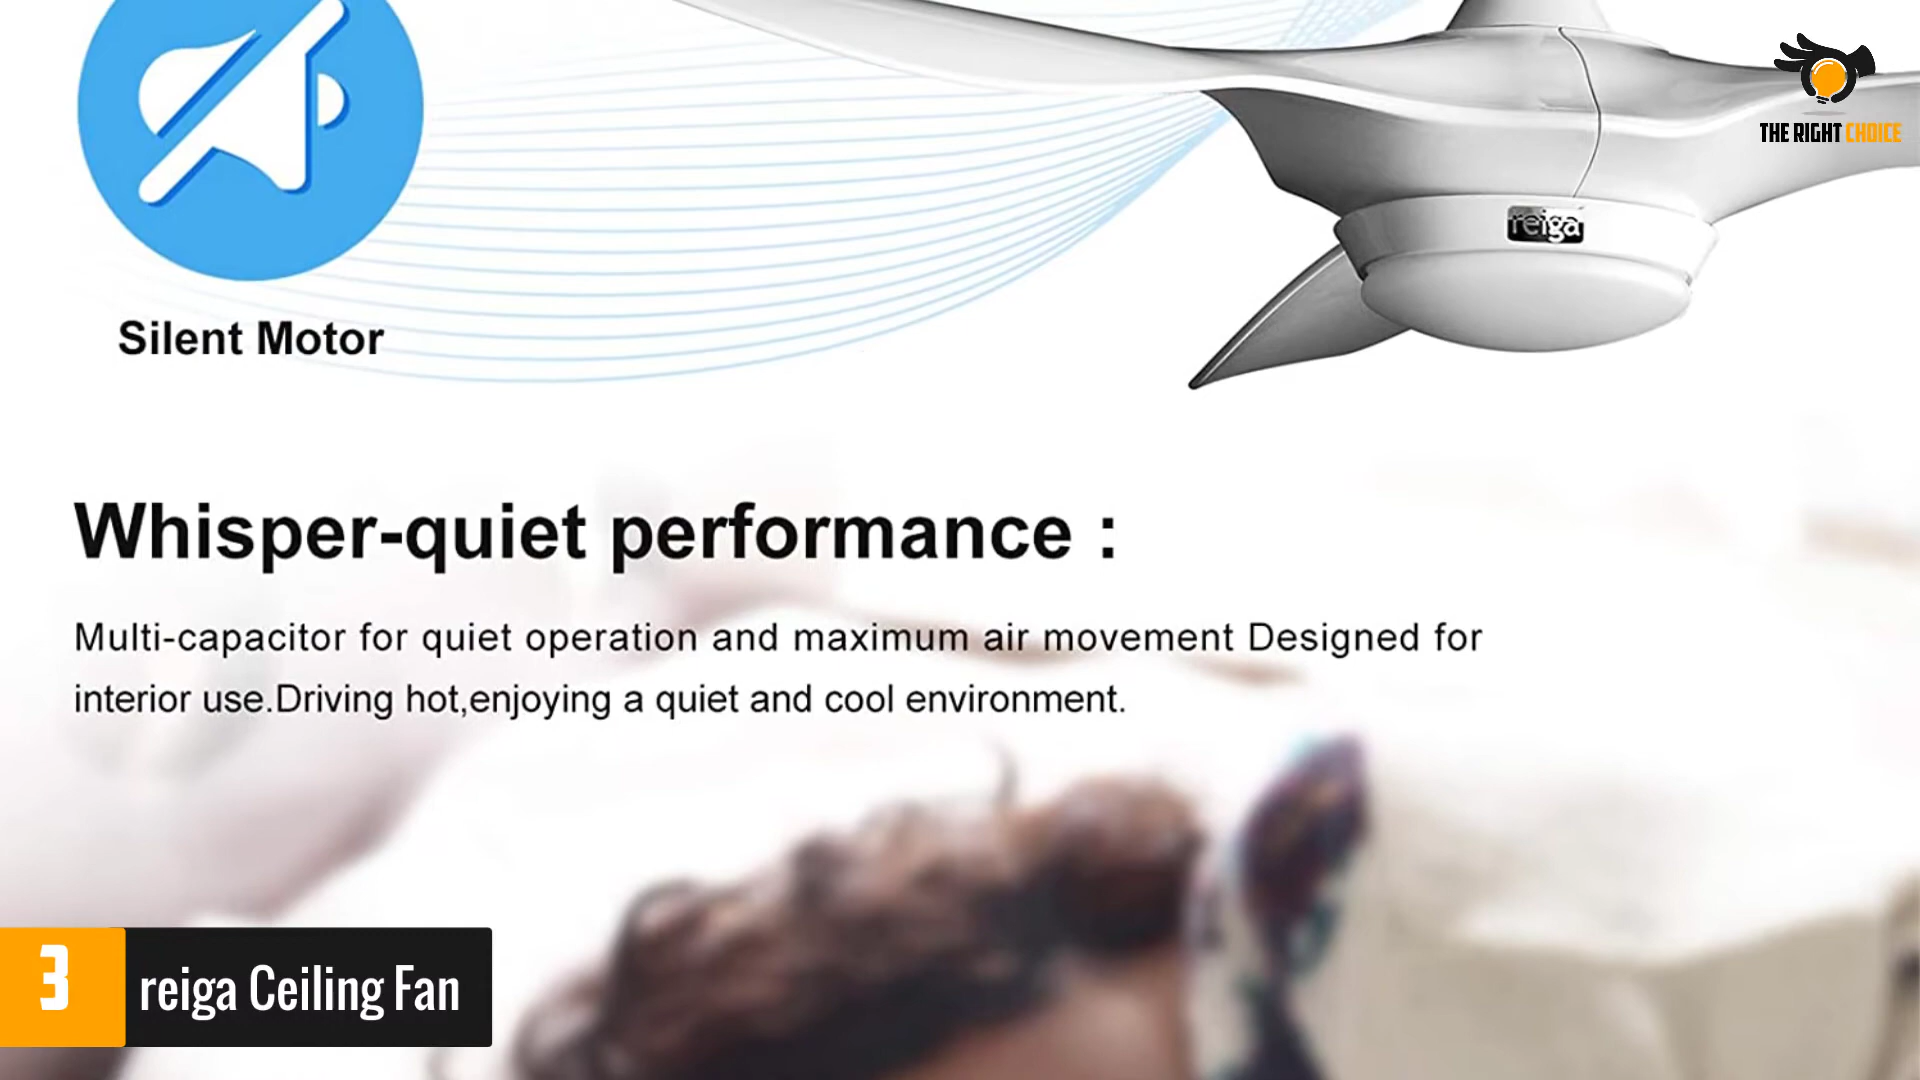 THE RIGHT CHOICE
reiga
Silent Motor
Whisper-quiet performance :
Multi-capacitor for quiet operation and maximum air movement Designed for
interior use.Driving hot,enjoying a quiet and cool environment.
3 reiga Ceiling Fan